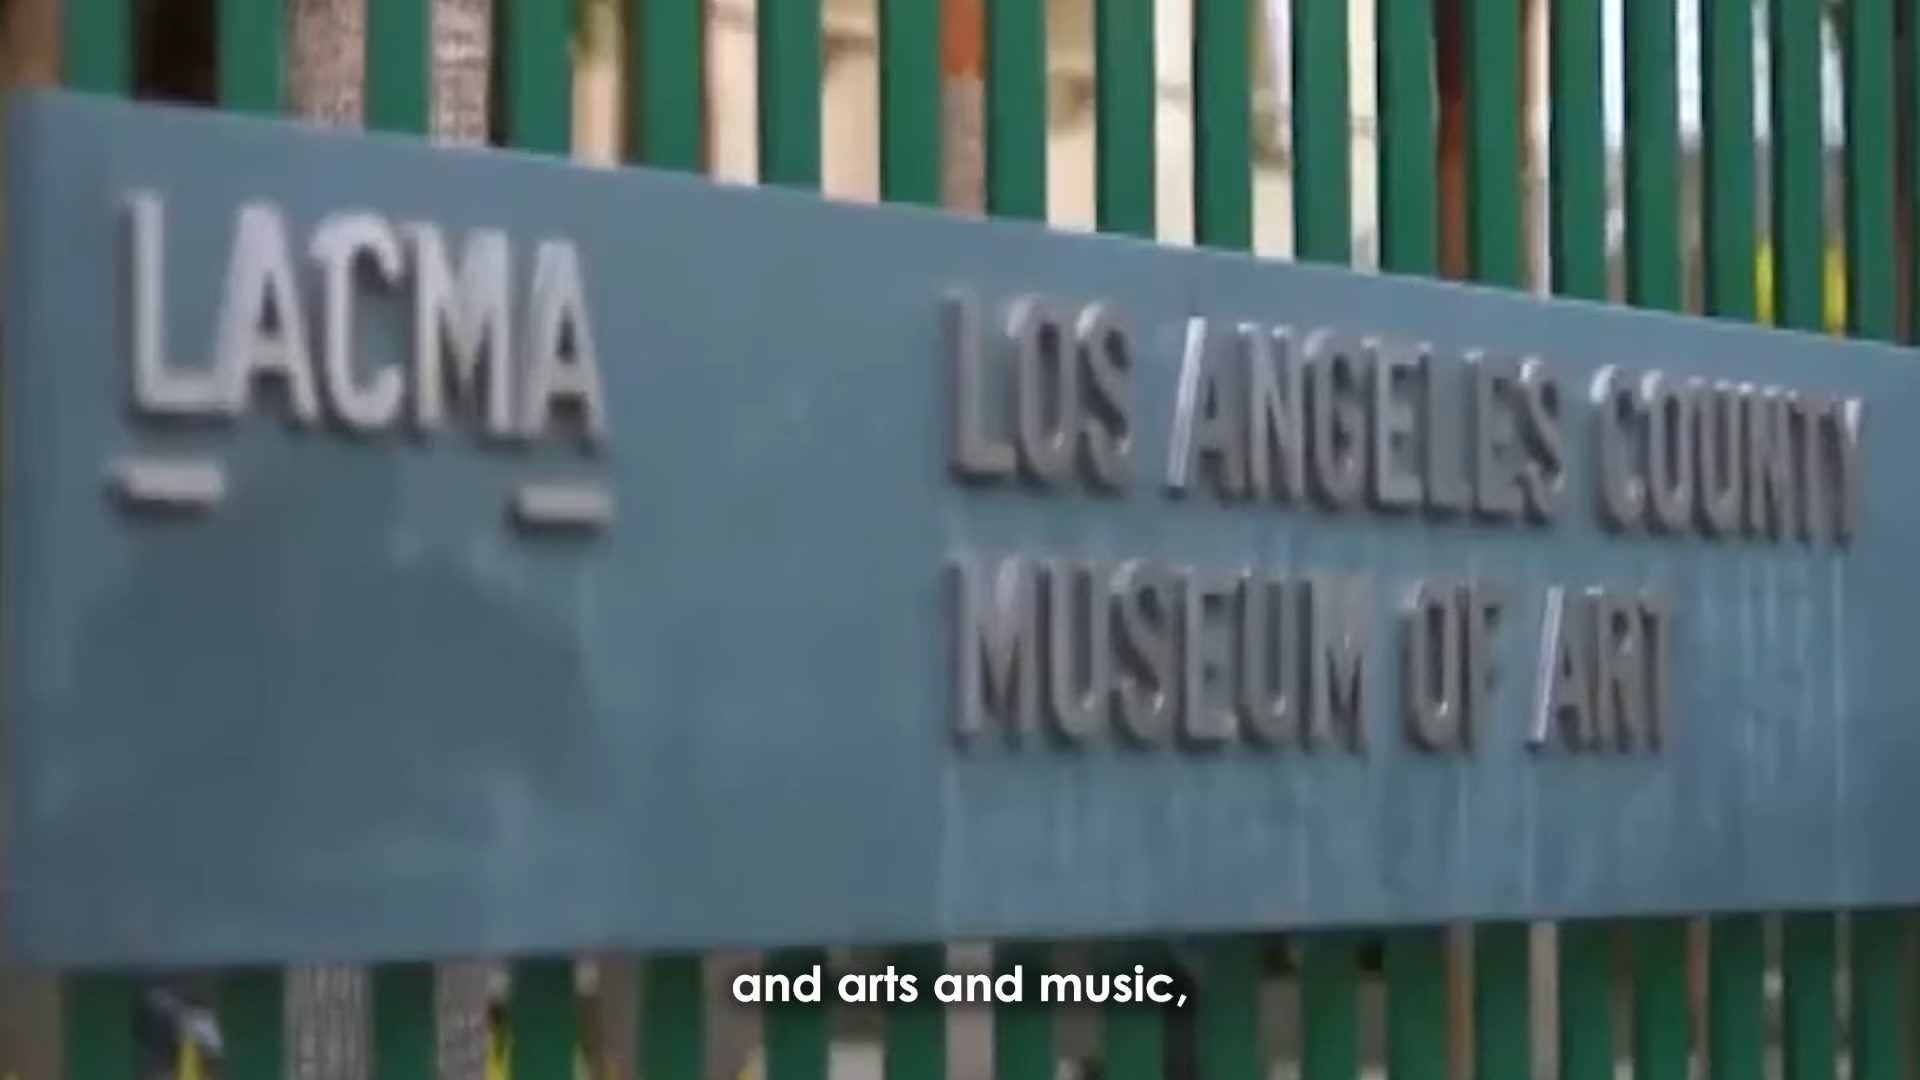 LACMA
LOS ANGELES COUNTY
MUSEUM OF ART
and arts and music,